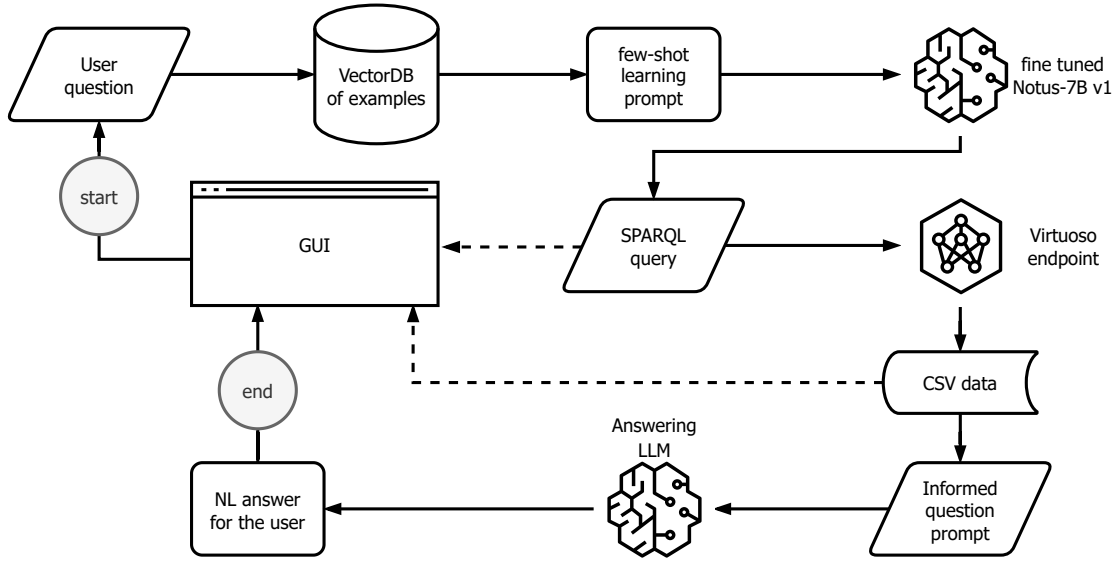 User
question
VectorDB
of examples
few-shot
learning
prompt
fine tuned
Notus-7B v1
start
GUI
SPARQL
query
Virtuoso
endpoint
end
CSV data
Answering
LLM
NL answer
for the user
Informed
question
prompt